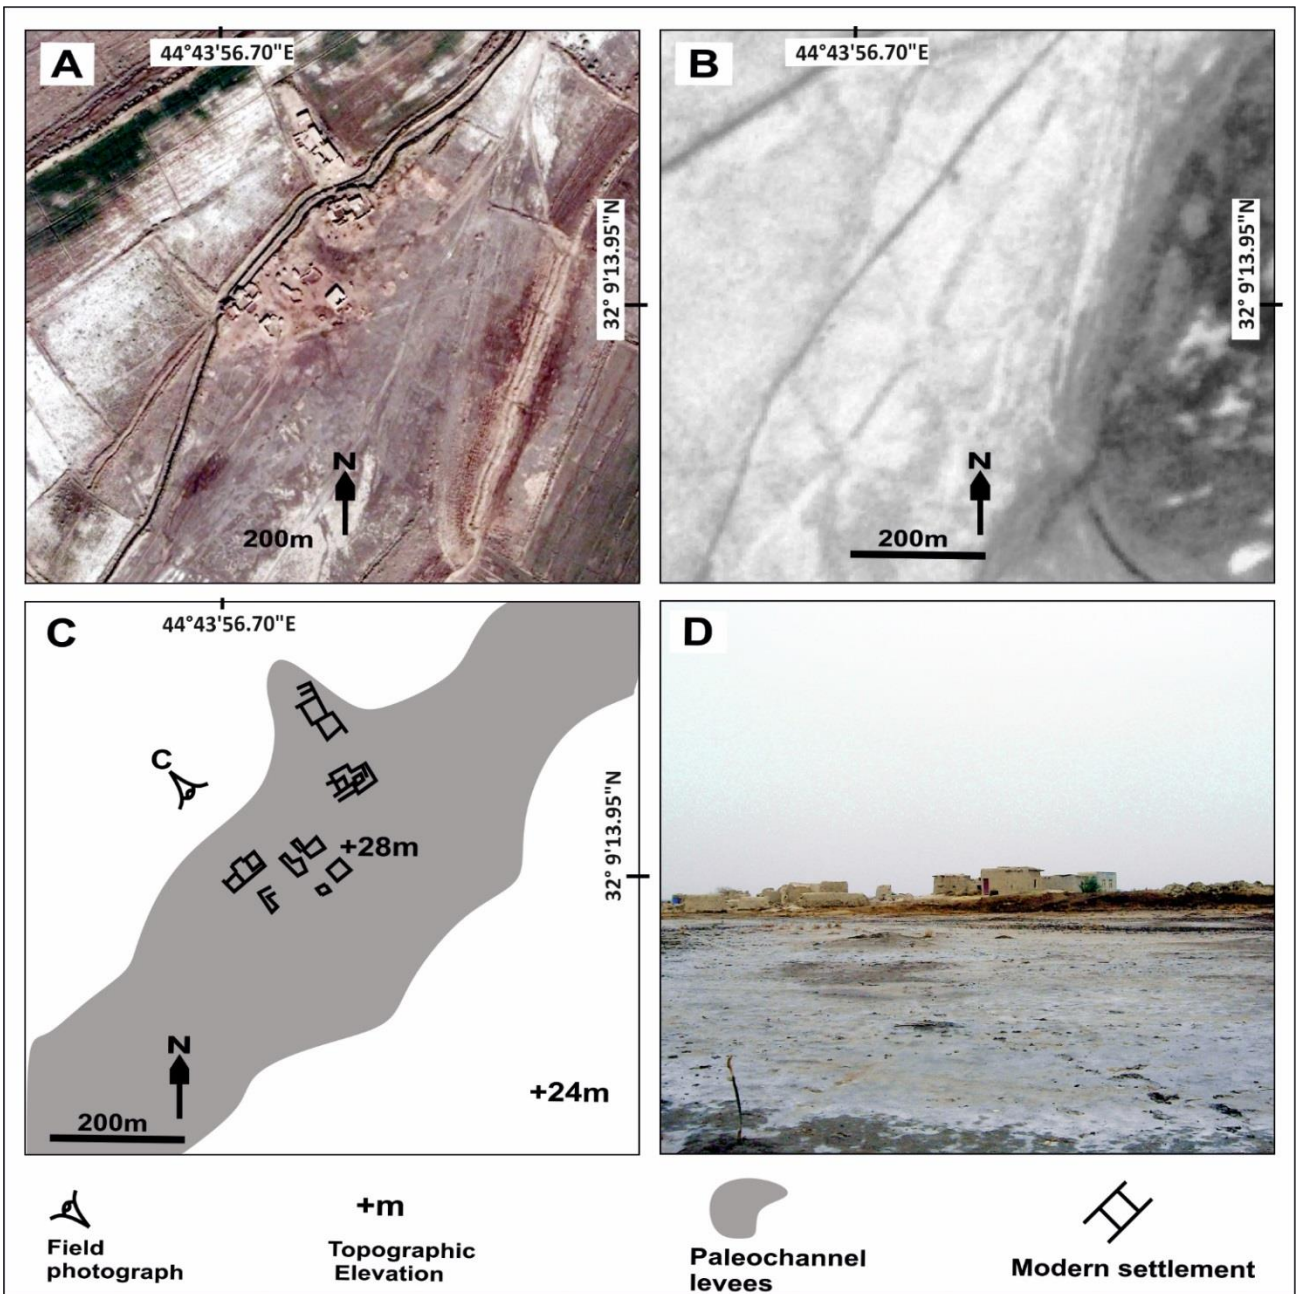 A
44°43'56.70"E
32° 9'13.95"N
N
200m
B
44°43'56.70"E
32° 9'13.95"N
N
200m
C
44°43'56.70"E
C
32° 9'13.95"N
+28m
N
200m
+24m
D
Field
photograph
+m
Topographic
Elevation
Paleochannel
levees
Modern settlement